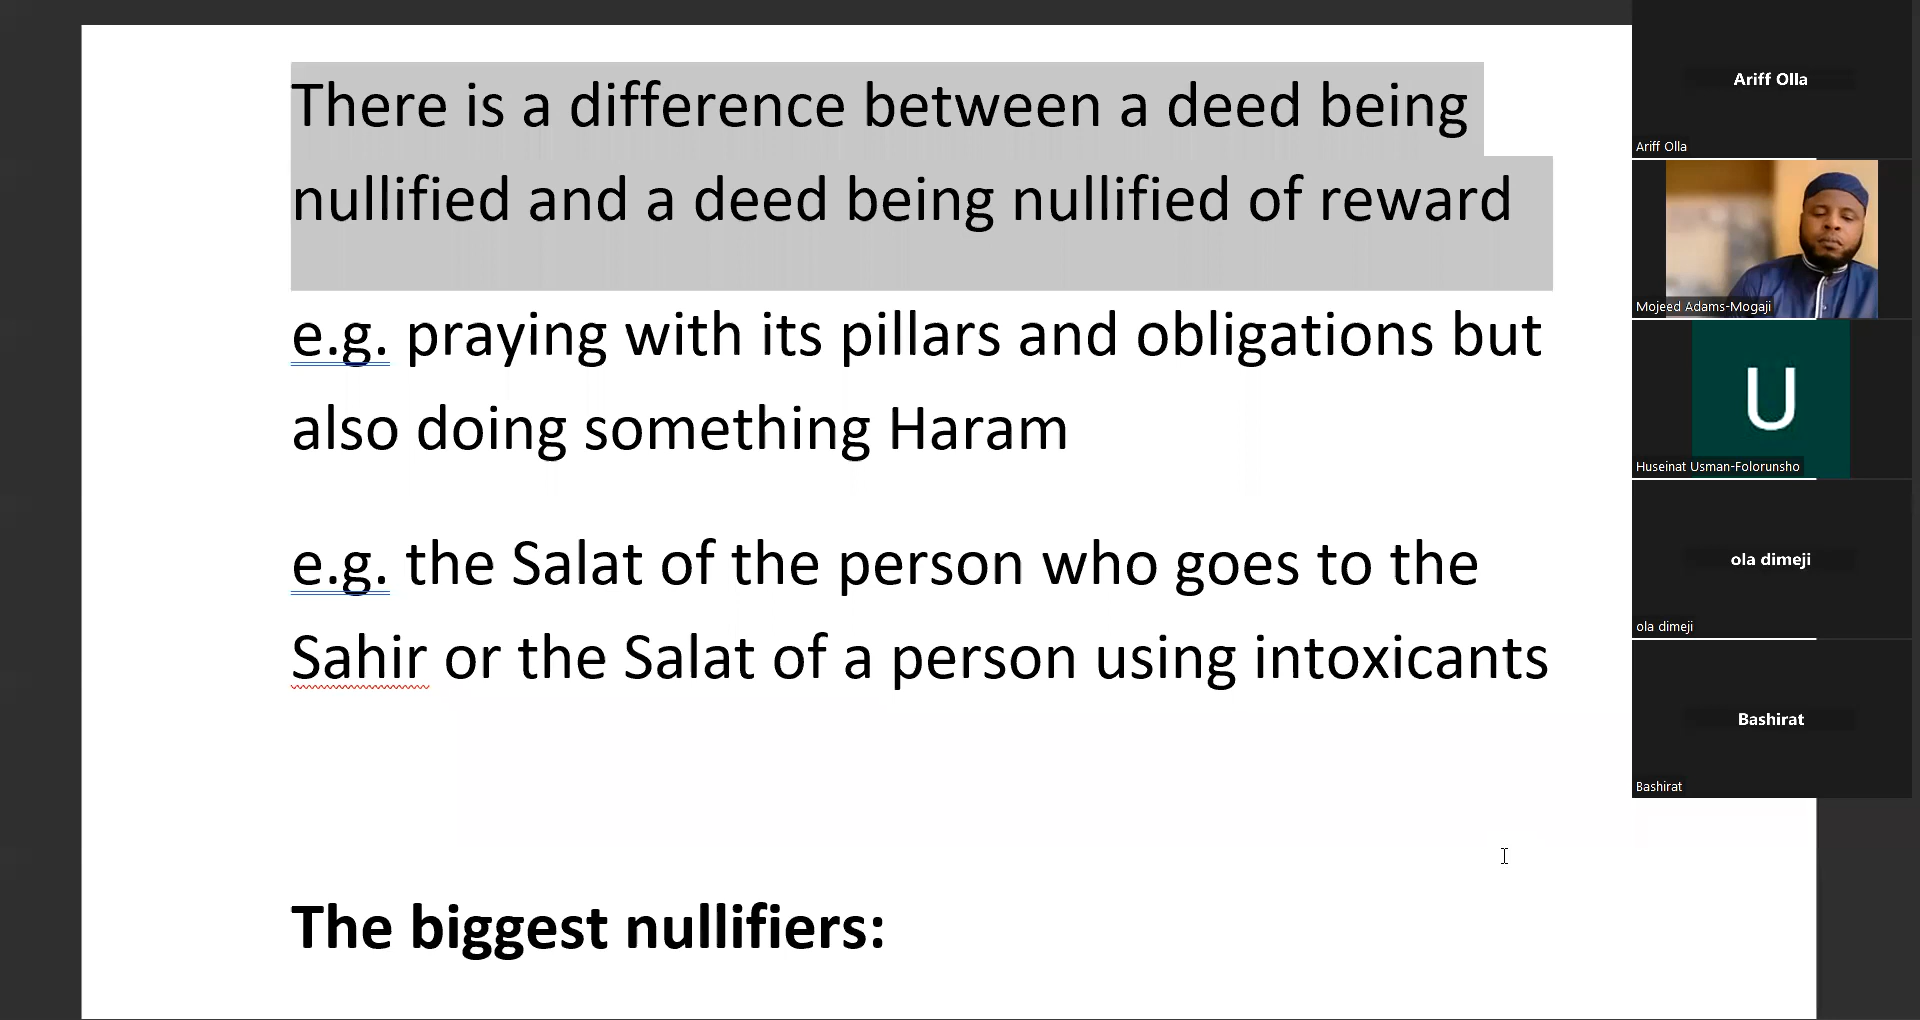 There is a difference between a deed being
nullified and a deed being nullified of reward
e.g. praying with its pillars and obligations but
also doing something Haram
e.g. the Salat of the person who goes to the
Sahir or the Salat of a person using intoxicants
The biggest nullifiers:
Ariff Olla
Ariff Olla
Mojeed Adams-Mogaji
U
Huseinat Usman-Folorunsho
ola dimeji
ola dimeji
Bashirat
Bashirat